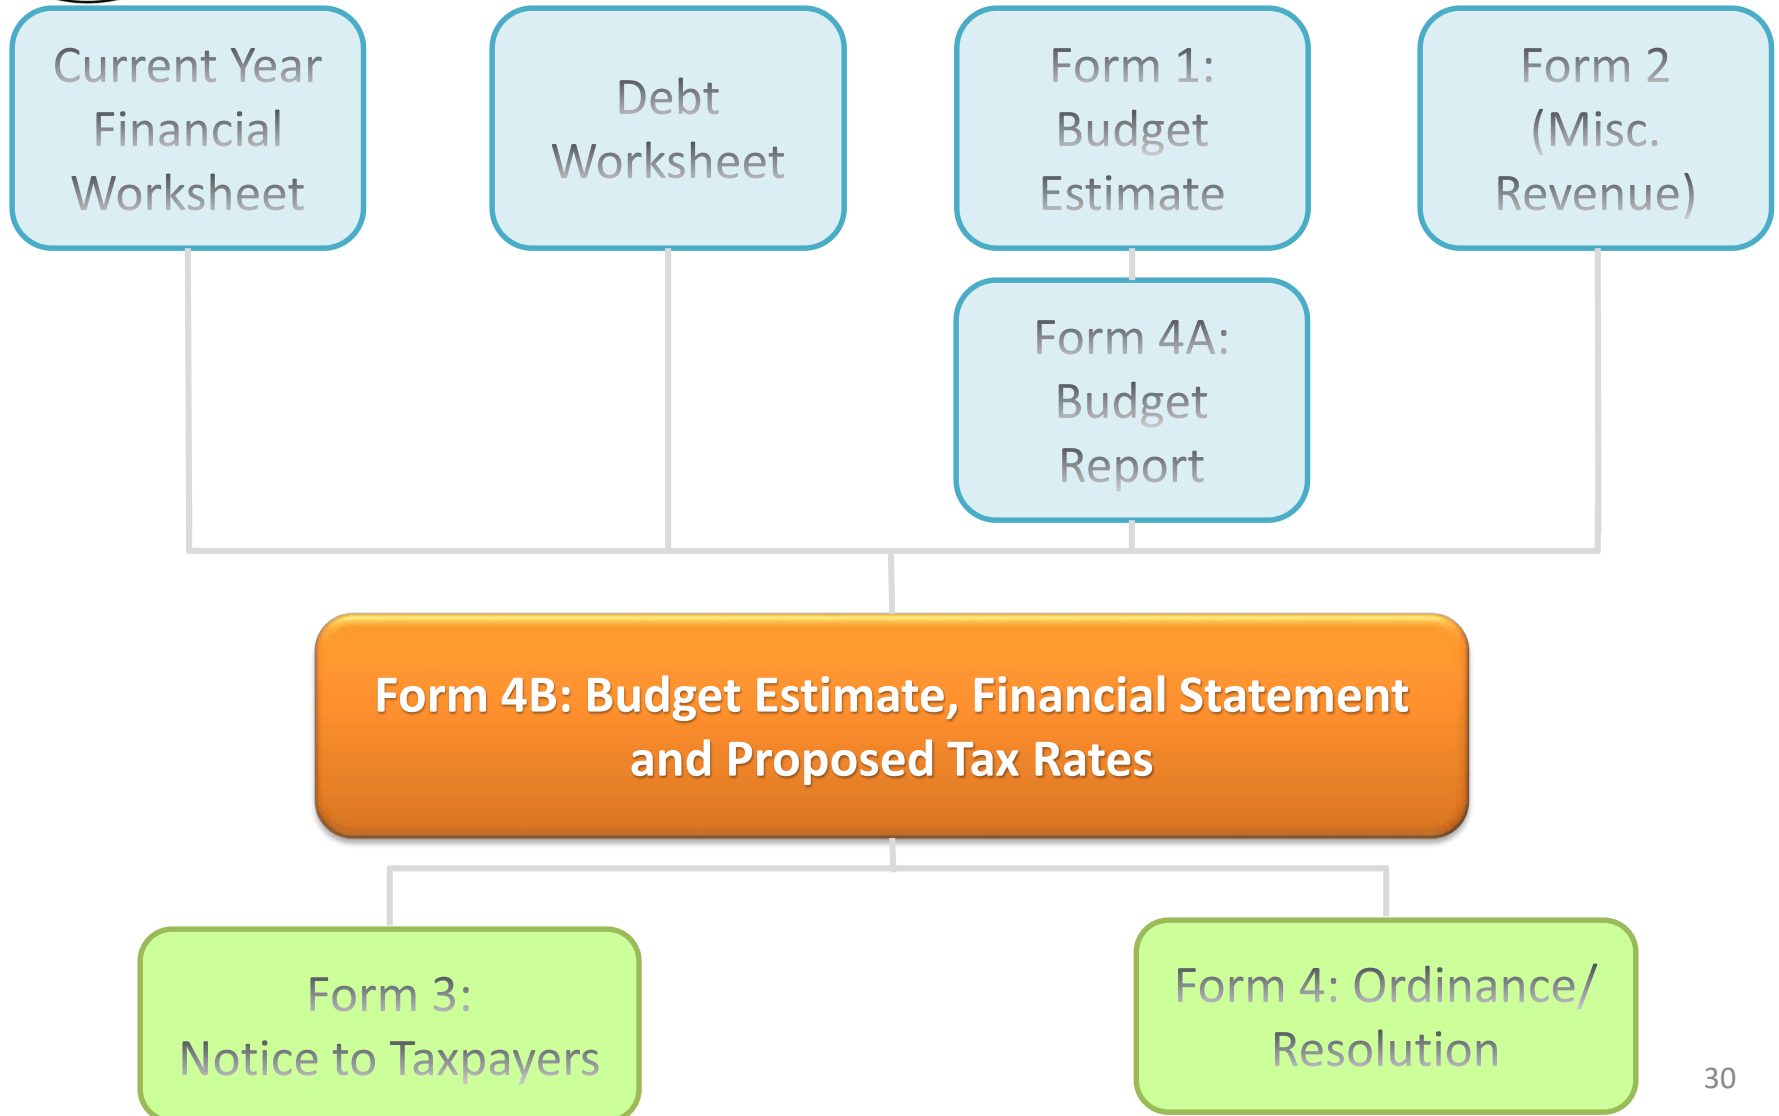 Current Year
Financial
Worksheet
Debt
Worksheet
Form 1:
Budget
Estimate
Form 2
(Misc.
Revenue)
Form 4A:
Budget
Report
Form 4B: Budget Estimate, Financial Statement
and Proposed Tax Rates
Form 3:
Notice to Taxpayers
Form 4: Ordinance/
Resolution
30